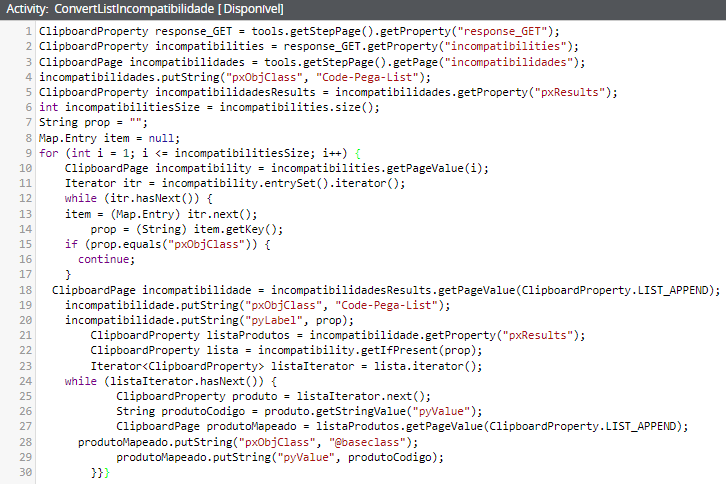 Activity: ConvertListIncompatibilidade [ Disponível]
1 ClipboardProperty response_GET = tools.getStepPage().getProperty("response_GET");
2 ClipboardProperty incompatibilities = response_GET.getProperty("incompatibilities");
3 ClipboardPage incompatibilidades = tools.getStepPage().getPage("incompatibilidades");
4 incompatibilidades.putString("pxObjClass", "Code-Pega-List");
5 ClipboardProperty incompatibilidadesResults = incompatibilidades.getProperty("pxResults");
6 int incompatibilitiesSize = incompatibilities.size();
7 String prop = "";
8 Map.Entry item = null;
9 for (int i = 1; i <= incompatibilitiesSize; i++) {
10 ClipboardPage incompatibility = incompatibilities.getPageValue(i);
11 Iterator itr = incompatibility.entrySet().iterator();
12 while (itr.hasNext()) {
13 item = (Map.Entry) itr.next();
14 prop = (String) item.getKey();
15 if (prop.equals("pxObjClass")) {
16 continue;
17 }
18 ClipboardPage incompatibilidade = incompatibilidadesResults.getPageValue(ClipboardProperty.LIST_APPEND);
19 incompatibilidade.putString("pxObjClass", "Code-Pega-List");
20 incompatibilidade.putString("pyLabel", prop);
21 ClipboardProperty listaProdutos = incompatibilidade.getProperty("pxResults");
22 ClipboardProperty lista = incompatibility.getIfPresent(prop);
23 Iterator<ClipboardProperty> listaIterator = lista.iterator();
24 while (listaIterator.hasNext()) {
25 ClipboardProperty produto = listaIterator.next();
26 String produtoCodigo = produto.getStringValue("pyValue");
27 ClipboardPage produtoMapeado = listaProdutos.getPageValue(ClipboardProperty.LIST_APPEND);
28 produtoMapeado.putString("pxObjClass", "@baseclass");
29 produtoMapeado.putString("pyValue", produtoCodigo);
30 }}}